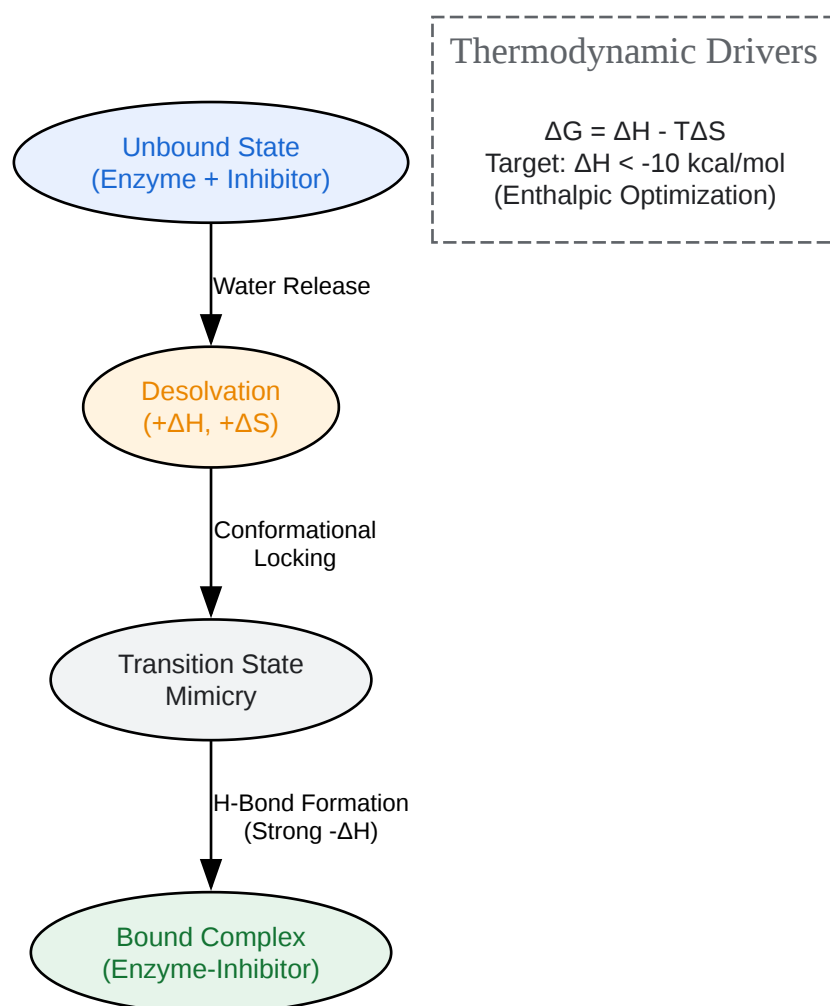 Thermodynamic Drivers
ΔG = ΔH - TΔS
Target: ΔH < -10 kcal/mol
(Enthalpic Optimization)
Unbound State
(Enzyme + Inhibitor)
Water Release
Desolvation
(+ΔH, +ΔS)
Conformational
Locking
Transition State
Mimicry
H-Bond Formation
(Strong -ΔH)
Bound Complex
(Enzyme-Inhibitor)